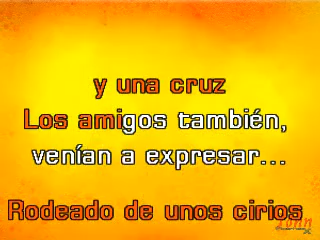 y una cruz
Los amigos también,
venían a expresar...
Rodeado de unos cirios